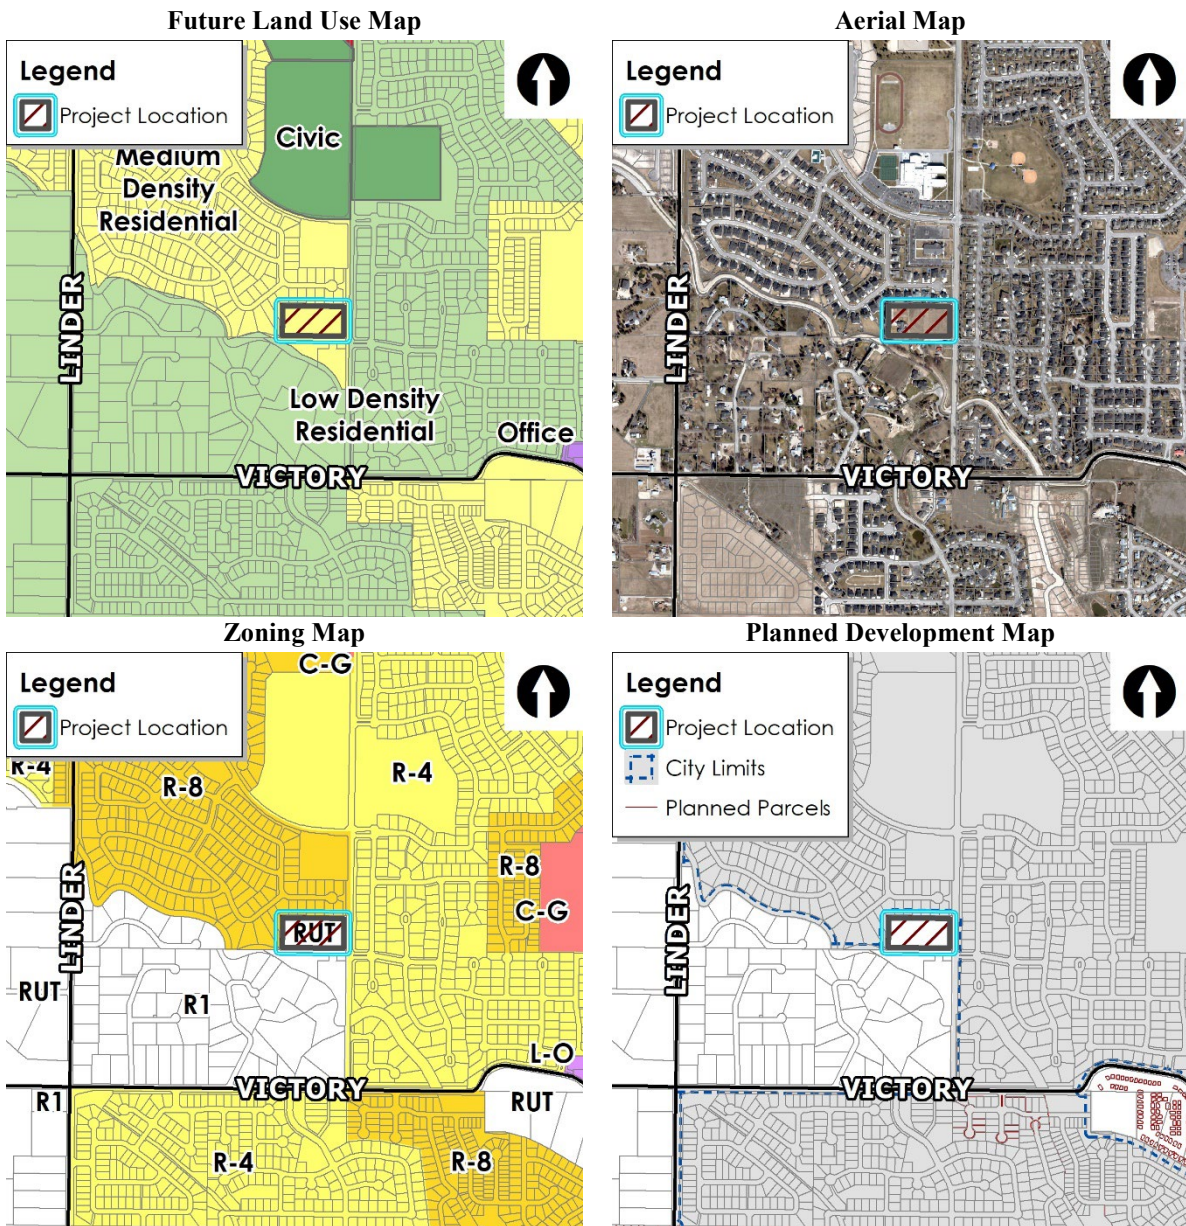 Future Land Use Map
Legend
Project Location
Civic
Medium
Density
Residential
LINDER
Low Density
Residential
Office
VICTORY
Aerial Map
Legend
Project Location
LINDER
VICTORY
Zoning Map
Legend
Project Location
C-G
R-4
R-8
R-4
R-8
C-G
LINDER
RUT
RUT
R1
L-O
VICTORY
R1
RUT
R-4
R-8
Planned Development Map
Legend
Project Location
City Limits
Planned Parcels
LINDER
VICTORY